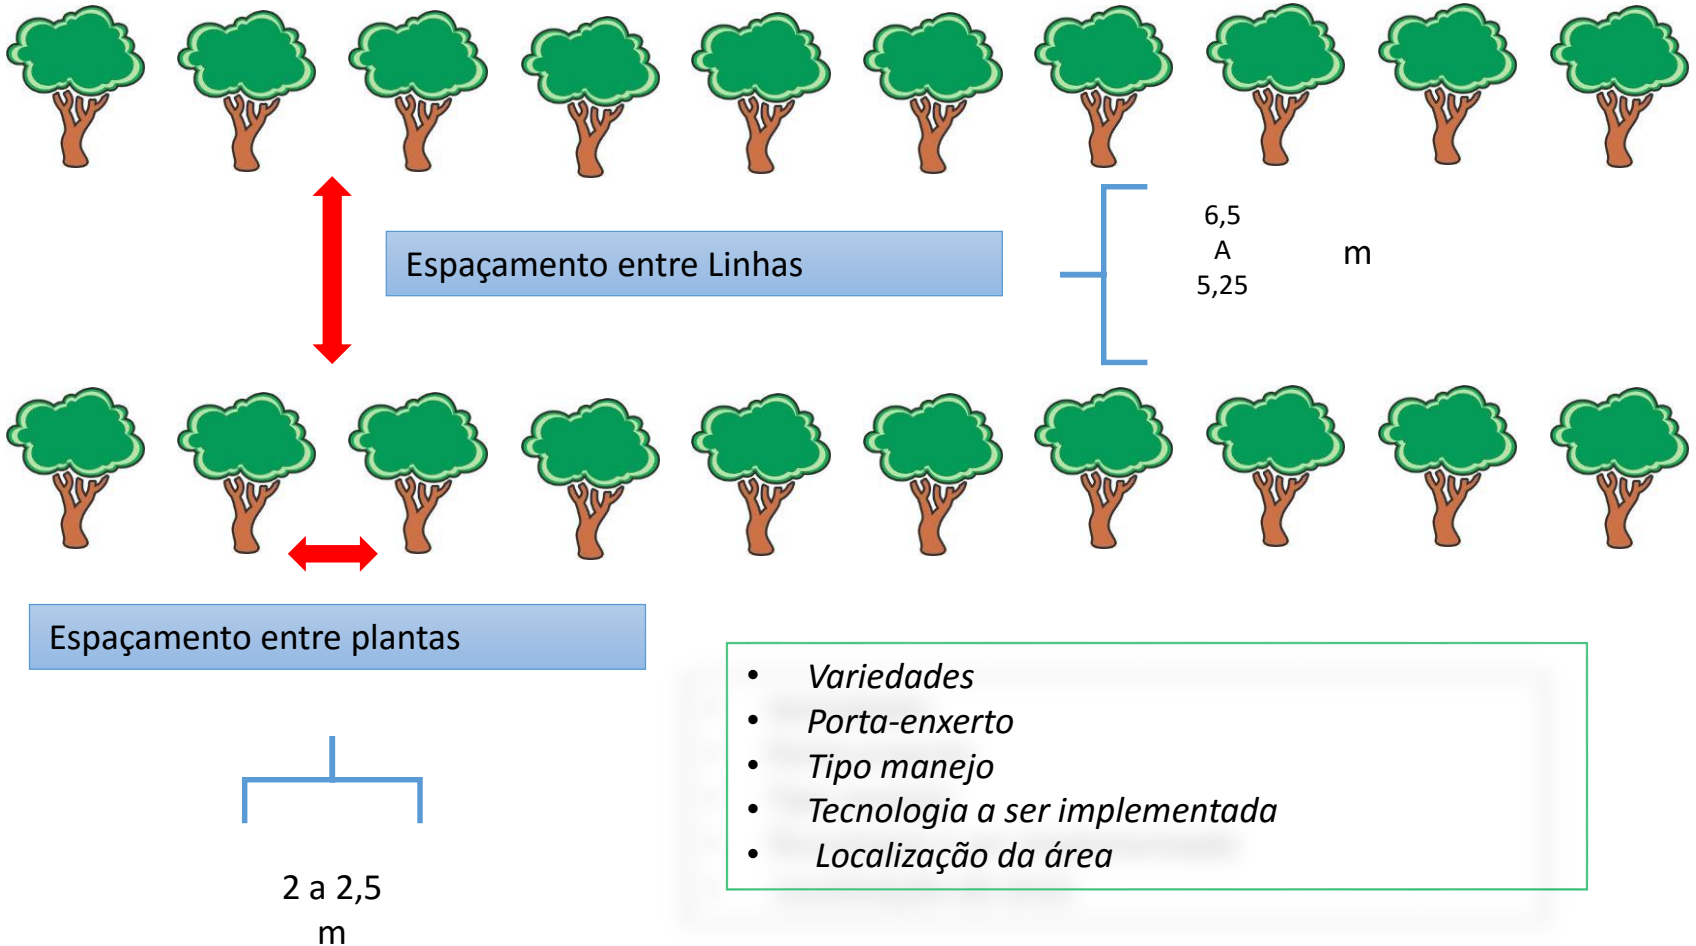 Espaçamento entre Linhas
6,5
A
5,25
m
Espaçamento entre plantas
2 a 2,5
m
• Variedades
• Porta-enxerto
• Tipo manejo
• Tecnologia a ser implementada
• Localização da área